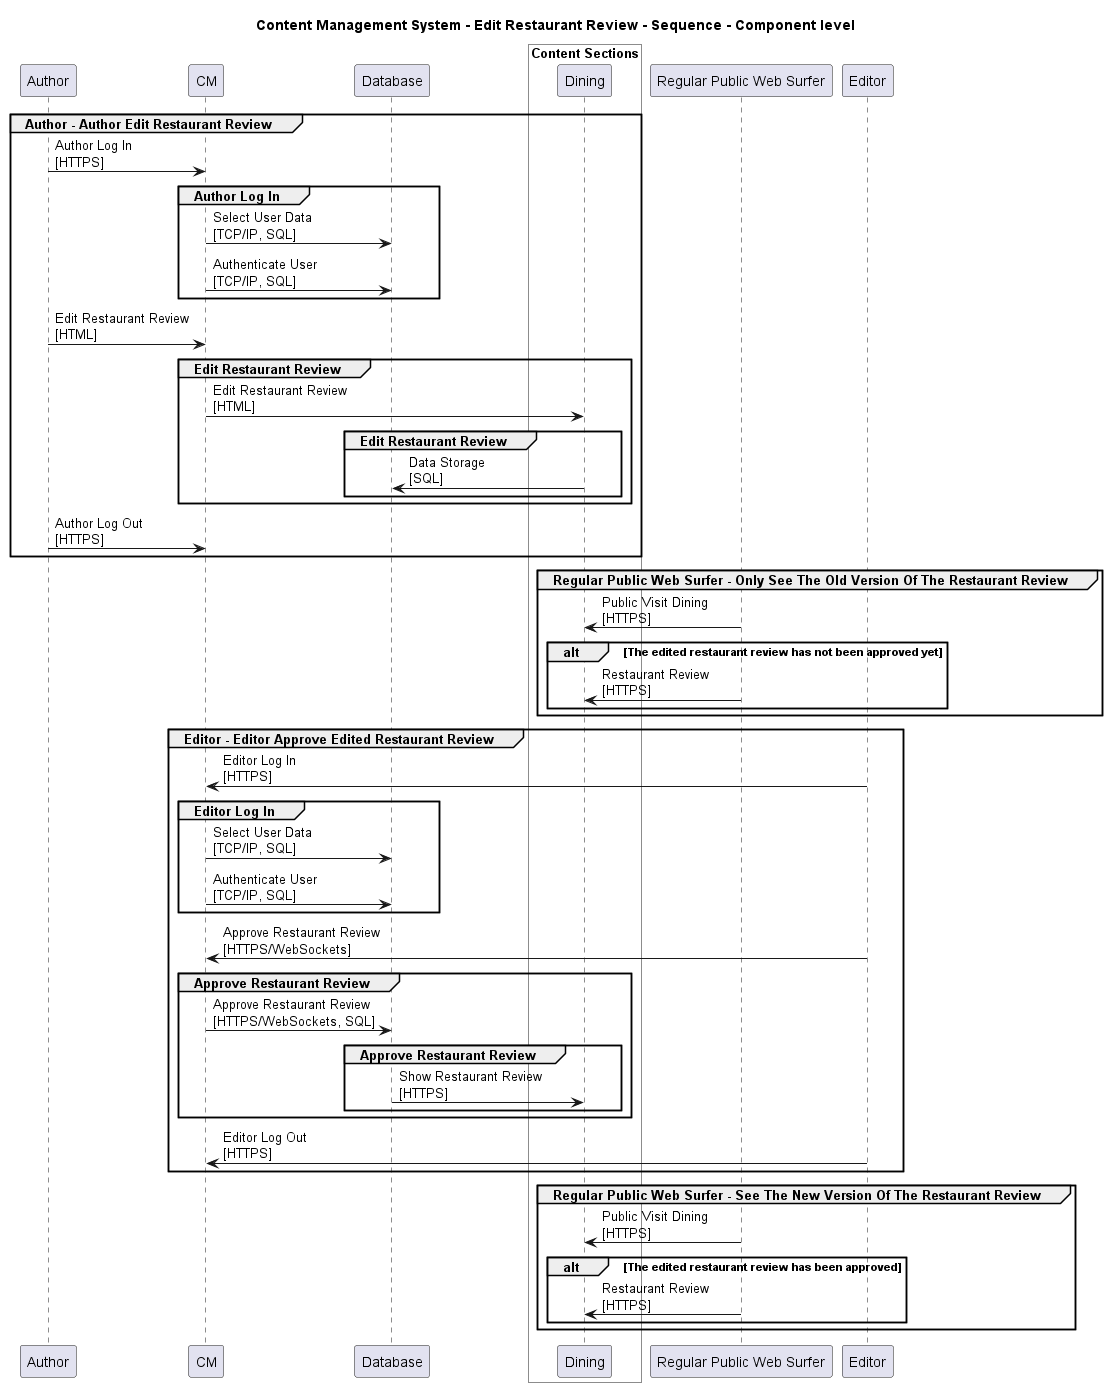 Content Management System - Edit Restaurant Review - Sequence - Component level
Content Sections
Author
CM
Database
Dining
Regular Public Web Surfer
Editor
Author - Author Edit Restaurant Review
Author Log In
[HTTPS]
Author Log In
Select User Data
[TCP/IP, SQL]
Authenticate User
[TCP/IP, SQL]
Edit Restaurant Review
[HTML]
Edit Restaurant Review
Edit Restaurant Review
[HTML]
Edit Restaurant Review
Data Storage
[SQL]
Author Log Out
[HTTPS]
Regular Public Web Surfer - Only See The Old Version Of The Restaurant Review
Public Visit Dining
[HTTPS]
alt [The edited restaurant review has not been approved yet]
Restaurant Review
[HTTPS]
Editor - Editor Approve Edited Restaurant Review
Editor Log In
[HTTPS]
Editor Log In
Select User Data
[TCP/IP, SQL]
Authenticate User
[TCP/IP, SQL]
Approve Restaurant Review
[HTTPS/WebSockets]
Approve Restaurant Review
Approve Restaurant Review
[HTTPS/WebSockets, SQL]
Approve Restaurant Review
Show Restaurant Review
[HTTPS]
Editor Log Out
[HTTPS]
Regular Public Web Surfer - See The New Version Of The Restaurant Review
Public Visit Dining
[HTTPS]
alt [The edited restaurant review has been approved]
Restaurant Review
[HTTPS]
Author
CM
Database
Dining
Regular Public Web Surfer
Editor